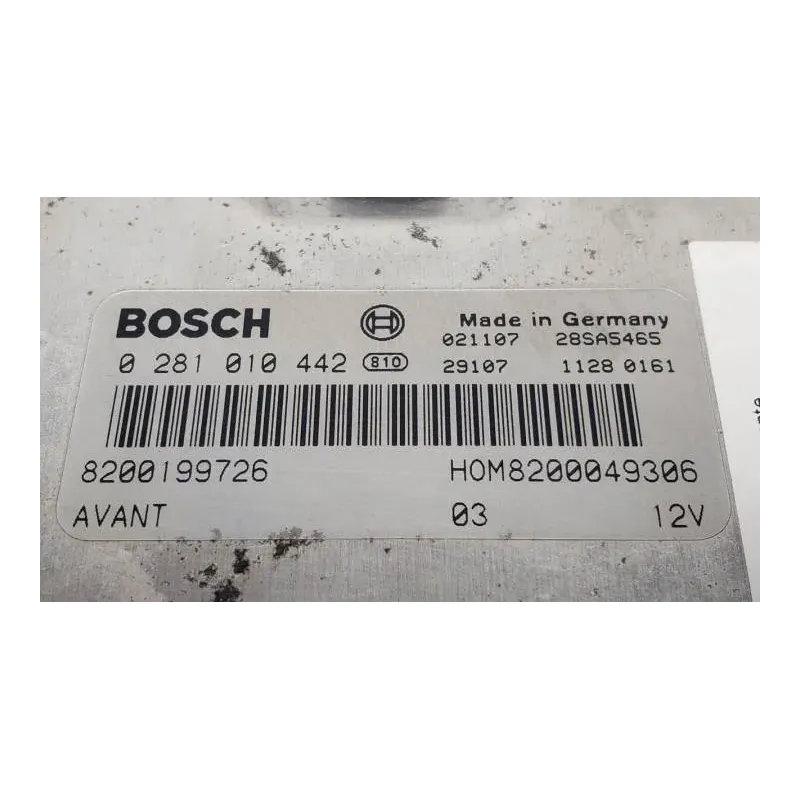 BOSCH Made in Germany
021107 28SA5465
0 281 010 442 810 29107 1128 0161
8200199726 HOM8200049306
AVANT 03 12V